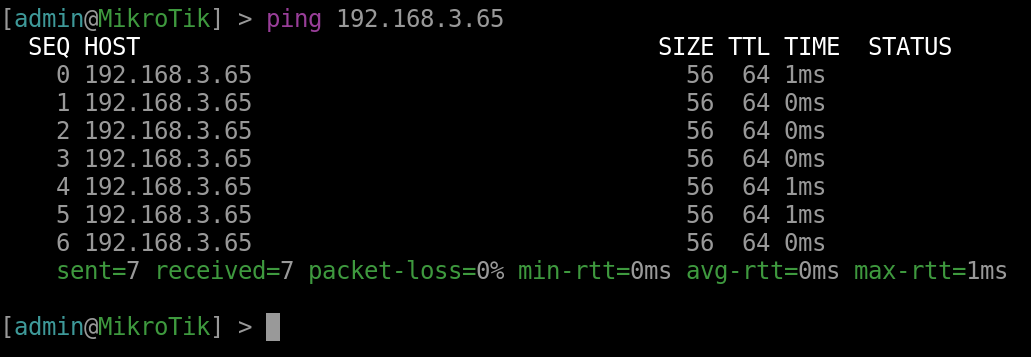 [admin@MikroTik] > ping 192.168.3.65
SEQ HOST SIZE TTL TIME STATUS
0 192.168.3.65 56 64 1ms
1 192.168.3.65 56 64 0ms
2 192.168.3.65 56 64 0ms
3 192.168.3.65 56 64 0ms
4 192.168.3.65 56 64 1ms
5 192.168.3.65 56 64 1ms
6 192.168.3.65 56 64 0ms
sent=7 received=7 packet-loss=0% min-rtt=0ms avg-rtt=0ms max-rtt=1ms
[admin@MikroTik] >